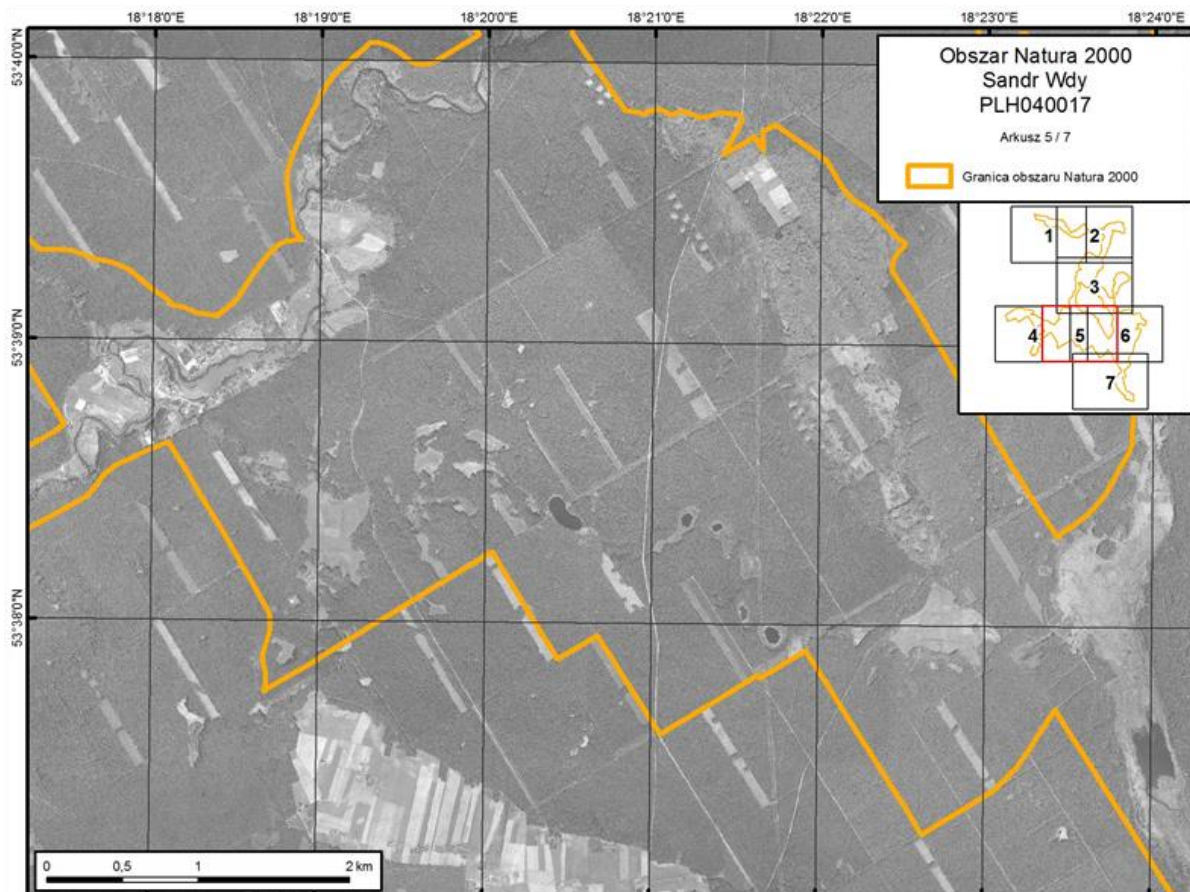 18°18'0"E 18°19'0"E 18°20'0"E 18°21'0"E 18°22'0"E 18°23'0"E 18°24'0"E
53°40'0"N
53°39'0"N
53°38'0"N
Obszar Natura 2000
Sandr Wdy
PLH040017
Arkusz 5 / 7
Granica obszaru Natura 2000
1 2
3
4 5 6
7
0 0,5 1 2 km